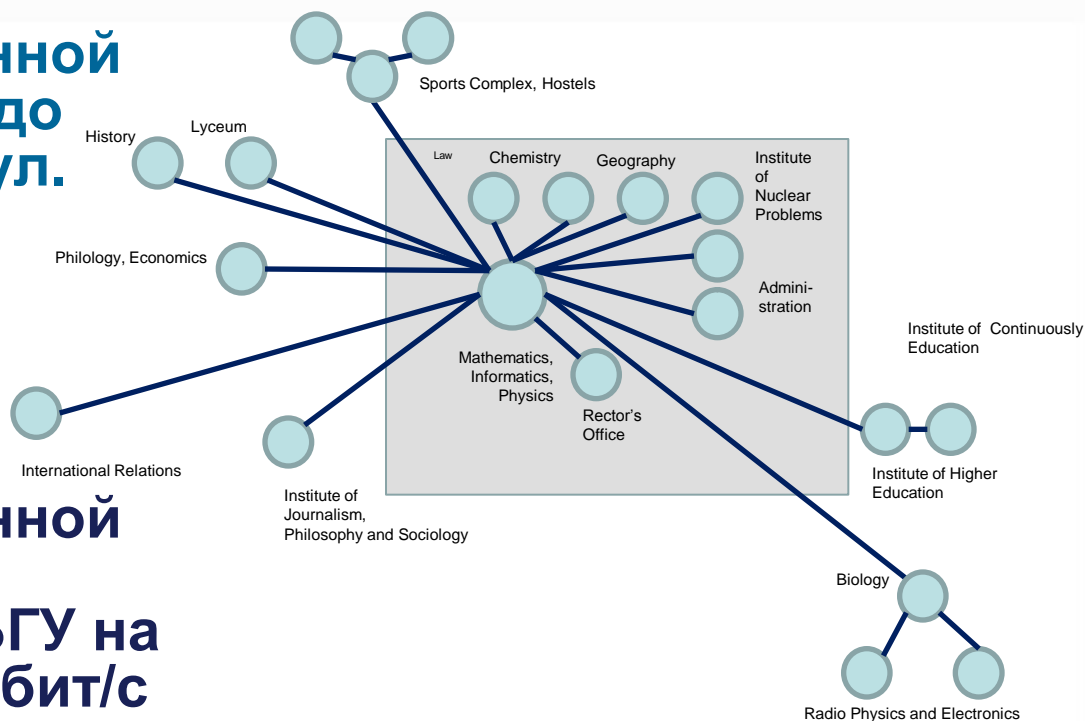 нной
до
ул.
Sports Complex, Hostels
History
Lyceum
Law
Chemistry
Geography
Institute
of
Nuclear
Problems
Philology, Economics
Admini-
stration
Institute of  Continuously
Education
Mathematics,
Informatics,
Physics
Rector’s
Office
International Relations
Institute of Higher
Education
Institute of
Journalism,
Philosophy and Sociology
нной
БГУ на
бит/с
Biology
Radio Physics and Electronics